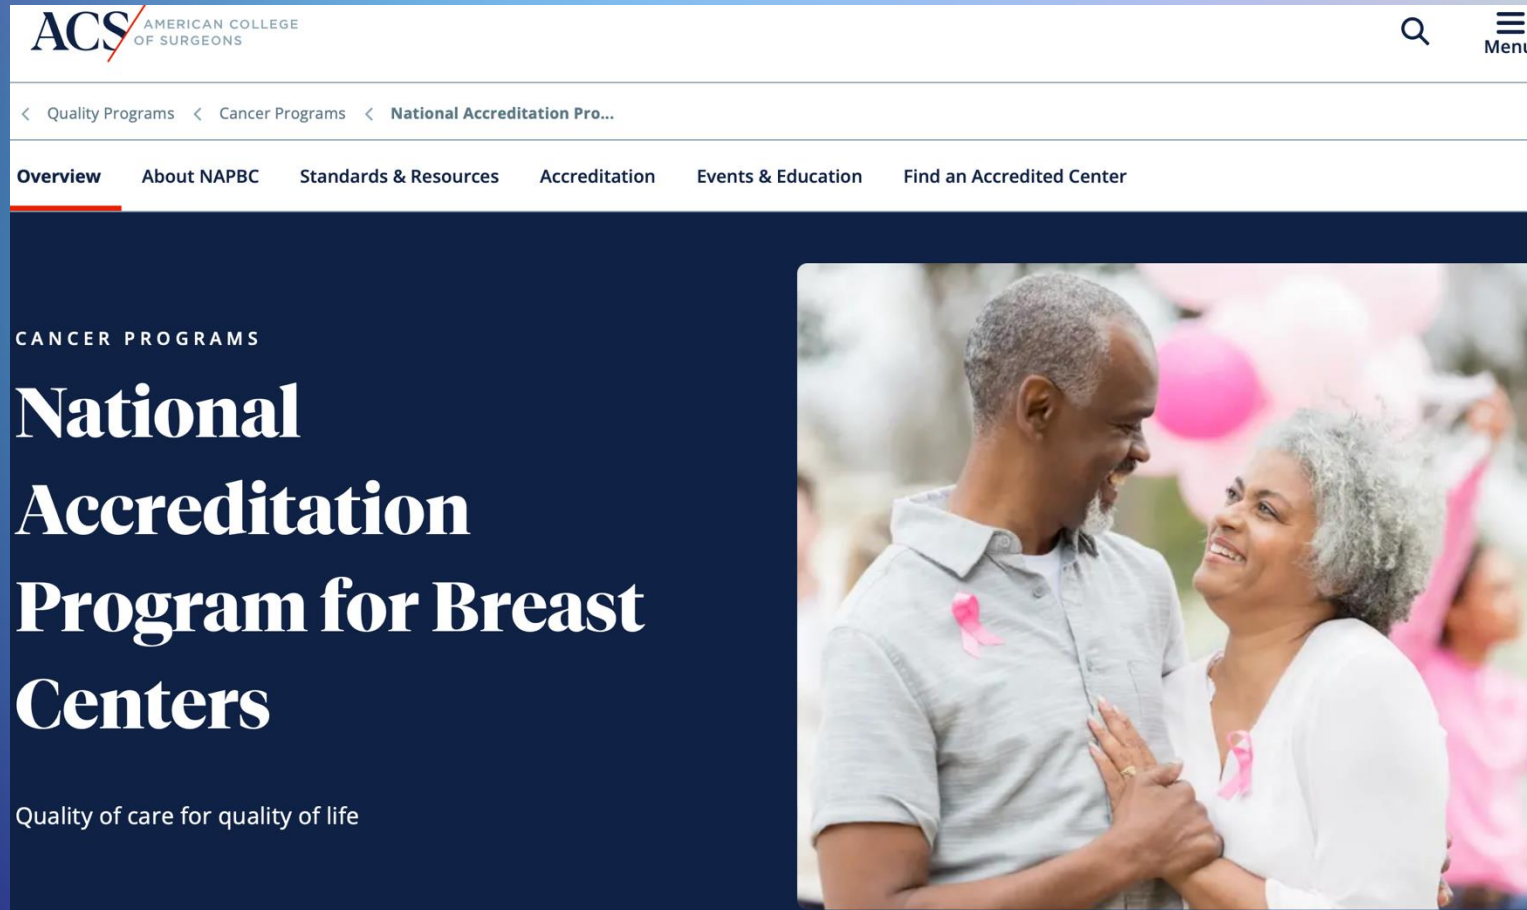 ACS AMERICAN COLLEGE
OF SURGEONS
Menu
Quality Programs Cancer Programs National Accreditation Pro...
Overview About NAPBC Standards & Resources Accreditation Events & Education Find an Accredited Center
CANCER PROGRAMS
National
Accreditation
Program for Breast
Centers
Quality of care for quality of life